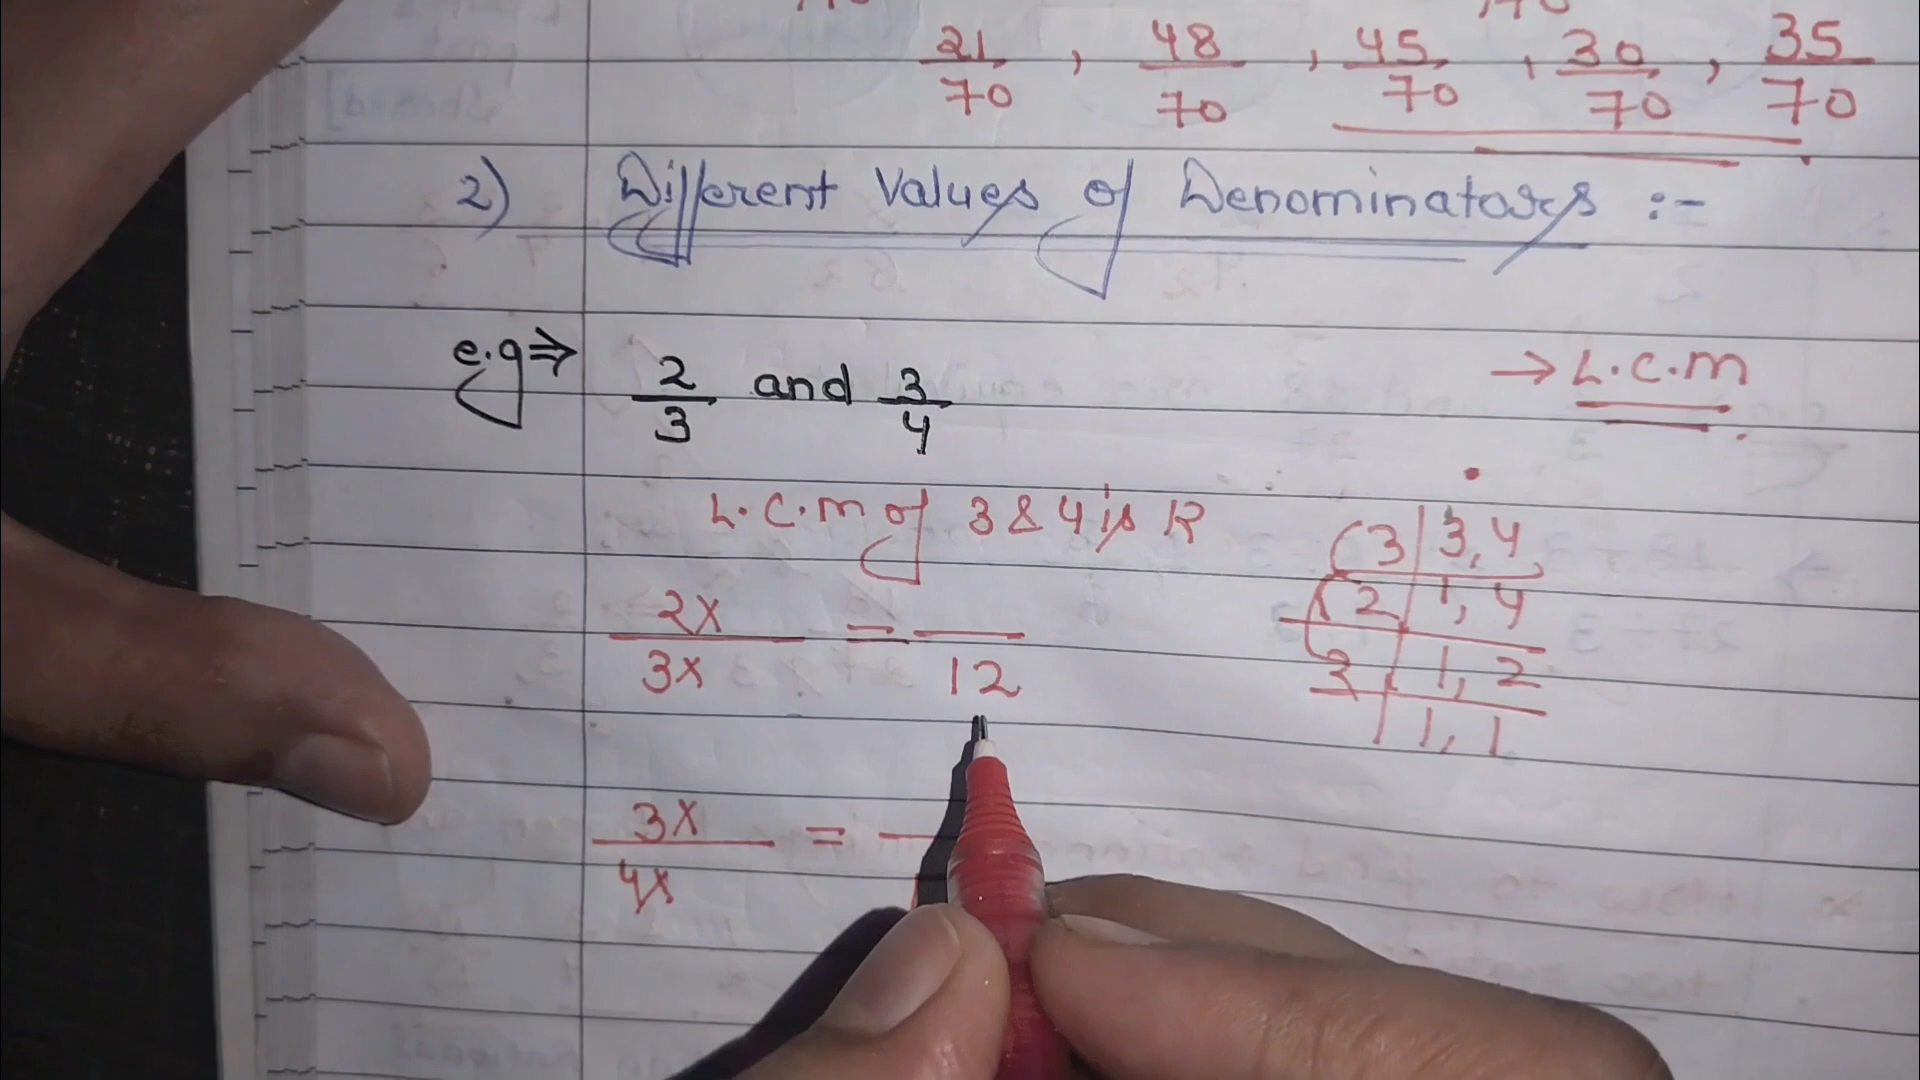 21/70 , 48/70 , 45/70 , 30/70 , 35/70
2) Different Values of Denominators :-
e.g ⇒ 2/3 and 3/4
→ L.C.M
L.C.M of 3 & 4 is 12
3 | 3, 4
2 | 1, 4
2 | 1, 2
| 1, 1
2x/3x = __/12
3x/4x = __